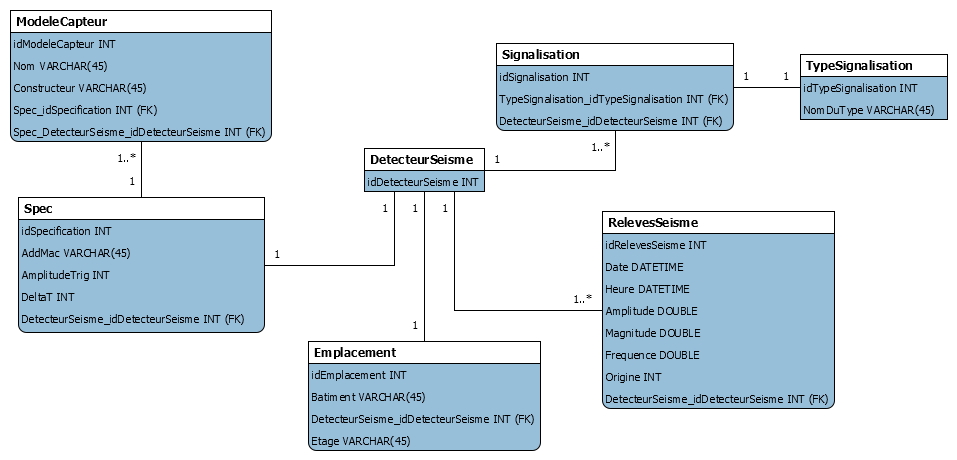 ModeleCapteur
idModeleCapteur INT
Nom VARCHAR(45)
Constructeur VARCHAR(45)
Spec_idSpecification INT (FK)
Spec_DetecteurSeisme_idDetecteurSeisme INT (FK)
1..*
1
Spec
idSpecification INT
AddMac VARCHAR(45)
AmplitudeTrig INT
DeltaT INT
DetecteurSeisme_idDetecteurSeisme INT (FK)
1
DetecteurSeisme
idDetecteurSeisme INT
1
1
1
1
Signalisation
idSignalisation INT
TypeSignalisation_idTypeSignalisation INT (FK)
DetecteurSeisme_idDetecteurSeisme INT (FK)
1..*
1
1
TypeSignalisation
idTypeSignalisation INT
NomDuType VARCHAR(45)
1
Emplacement
idEmplacement INT
Batiment VARCHAR(45)
DetecteurSeisme_idDetecteurSeisme INT (FK)
Etage VARCHAR(45)
1..*
RelevesSeisme
idRelevesSeisme INT
Date DATETIME
Heure DATETIME
Amplitude DOUBLE
Magnitude DOUBLE
Frequence DOUBLE
Origine INT
DetecteurSeisme_idDetecteurSeisme INT (FK)